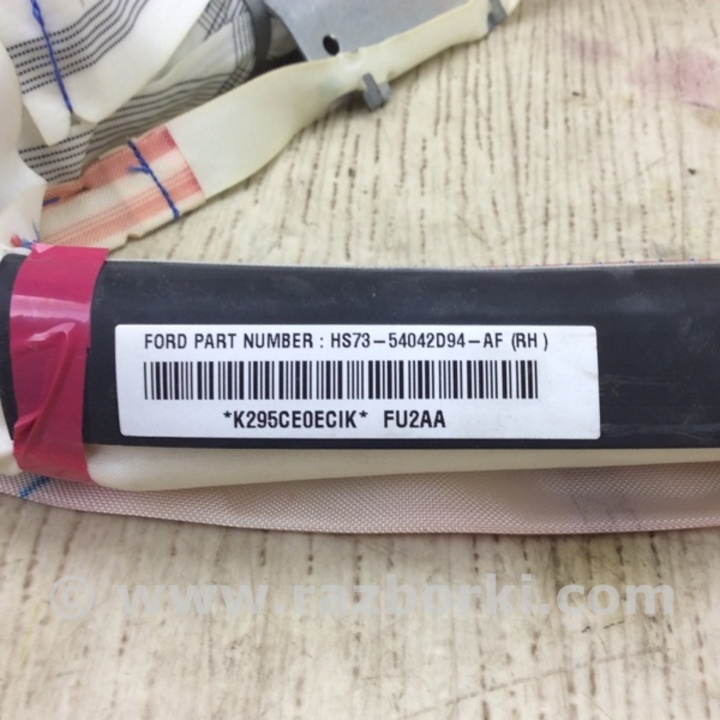 FORD PART NUMBER : HS73-54042D94-AF (RH )
*K295CE0ECIK* FU2AA
© www.razborki.com